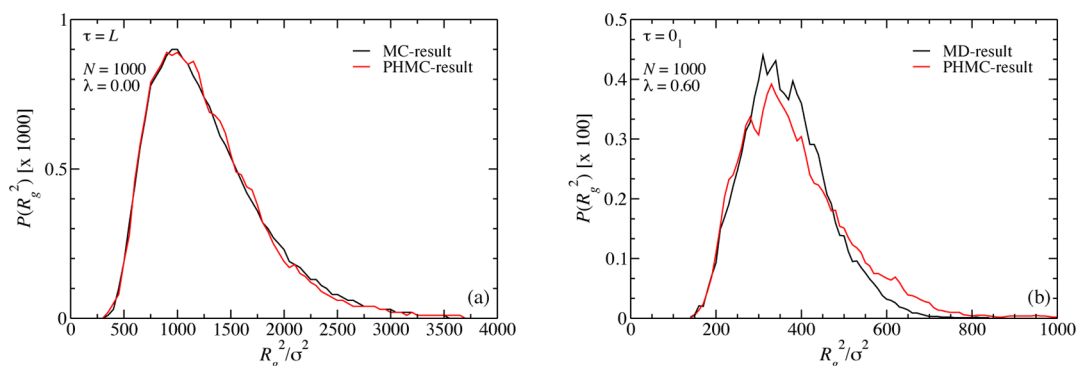 τ = L
N = 1000
λ = 0.00
MC-result
PHMC-result
1
0.5
0
P(R_g^2) [x 1000]
0 500 1000 1500 2000 2500 3000 3500 4000
R_g^2/σ^2
(a)
τ = 0_1
N = 1000
λ = 0.60
MD-result
PHMC-result
0.5
0.4
0.3
0.2
0.1
0
P(R_g^2) [x 100]
200 400 600 800 1000
R_g^2/σ^2
(b)